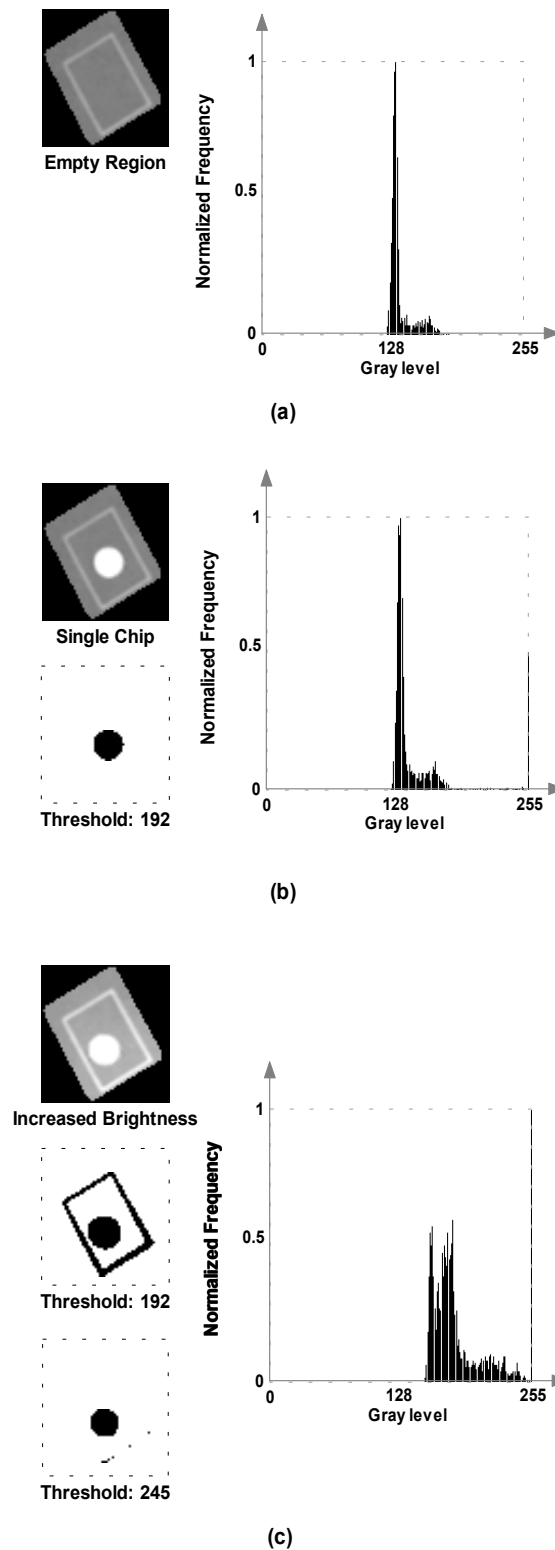 Empty Region
Normalized Frequency
1
0.5
0
0
128
255
Gray level
(a)
Single Chip
Threshold: 192
Normalized Frequency
1
0.5
0
0
128
255
Gray level
(b)
Increased Brightness
Threshold: 192
Threshold: 245
Normalized Frequency
1
0.5
0
0
128
255
Gray level
(c)